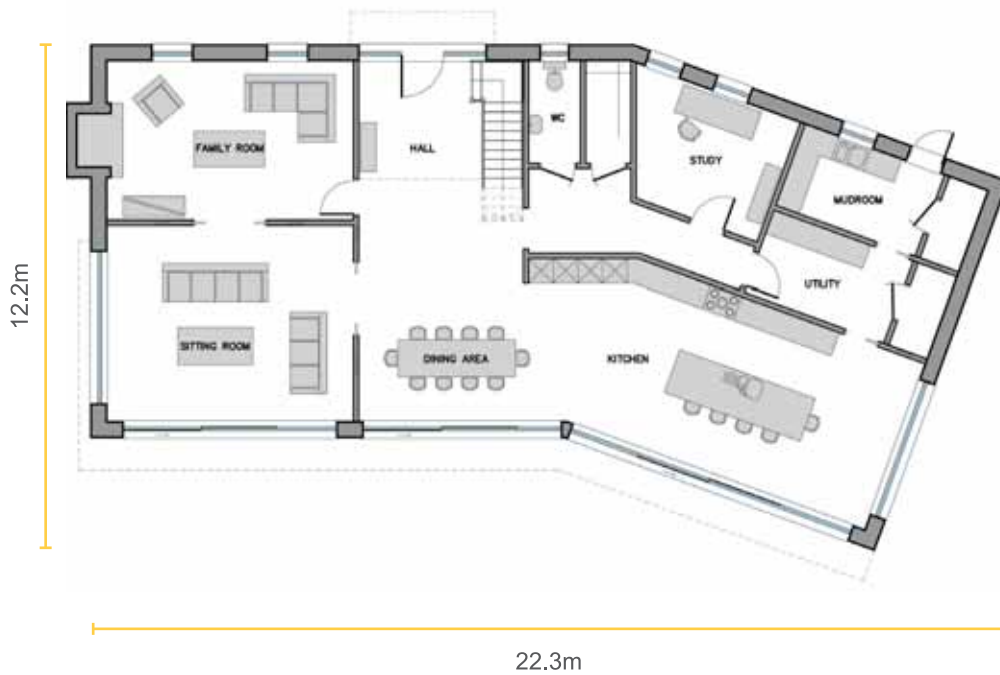 WC
FAMILY ROOM
HALL
STUDY
MUDROOM
UTILITY
12.2m
SITTING ROOM
DINING AREA
KITCHEN
22.3m